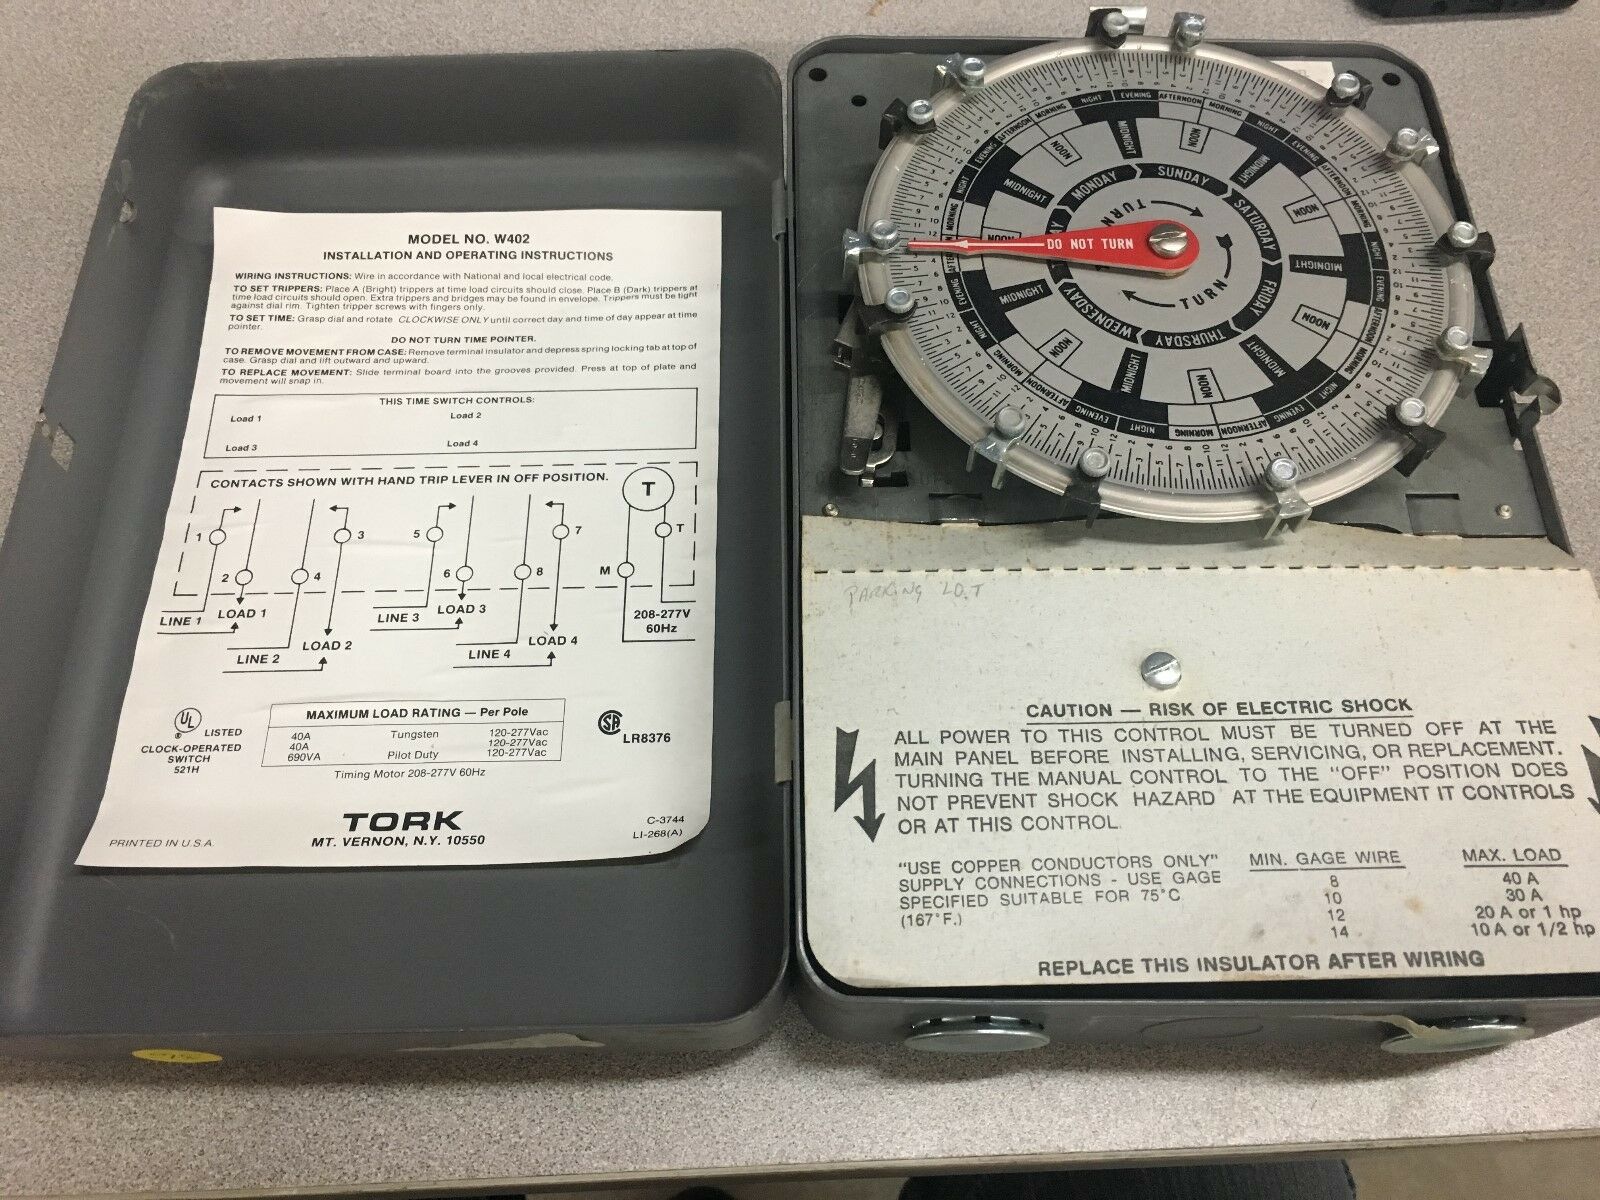 MODEL NO. W402
INSTALLATION AND OPERATING INSTRUCTIONS
WIRING INSTRUCTIONS: Wire in accordance with National and local electrical code.
TO SET TRIPPERS: Place A (Bright) trippers at time load circuits should close. Place B (Dark) trippers at
time load circuits should open. Extra trippers and bridges may be found in envelope. Trippers must be tight
against dial rim. Tighten tripper screws with fingers only.
TO SET TIME: Grasp dial and rotate CLOCKWISE ONLY until correct day and time of day appear at time
pointer.
DO NOT TURN TIME POINTER.
TO REMOVE MOVEMENT FROM CASE: Remove terminal insulator and depress spring locking tab at top of
case. Grasp dial and lift outward and upward.
TO REPLACE MOVEMENT: Slide terminal board into the grooves provided. Press at top of plate and
movement will snap in.
THIS TIME SWITCH CONTROLS:
Load 1 Load 2
Load 3 Load 4
CONTACTS SHOWN WITH HAND TRIP LEVER IN OFF POSITION.
T
1 3 5 7 T
2 4 6 8 M
LINE 1 LOAD 1 LINE 3 LOAD 3 208-277V
60Hz
LINE 2 LOAD 2 LINE 4 LOAD 4
UL LISTED
CLOCK-OPERATED
SWITCH
521H
MAXIMUM LOAD RATING — Per Pole
40A Tungsten 120-277Vac
40A 120-277Vac
690VA Pilot Duty 120-277Vac
Timing Motor 208-277V 60Hz
SA LR8376
TORK
MT. VERNON, N.Y. 10550
PRINTED IN U.S.A.
C-3744
LI-268(A)
DO NOT TURN
TURN
TURN
SUNDAY
MONDAY
WEDNESDAY
THURSDAY
FRIDAY
SATURDAY
NOON
MIDNIGHT
MORNING
AFTERNOON
EVENING
NIGHT
PARKING LOT
CAUTION — RISK OF ELECTRIC SHOCK
ALL POWER TO THIS CONTROL MUST BE TURNED OFF AT THE
MAIN PANEL BEFORE INSTALLING, SERVICING, OR REPLACEMENT.
TURNING THE MANUAL CONTROL TO THE "OFF" POSITION DOES
NOT PREVENT SHOCK HAZARD AT THE EQUIPMENT IT CONTROLS
OR AT THIS CONTROL.
"USE COPPER CONDUCTORS ONLY"
SUPPLY CONNECTIONS - USE GAGE
SPECIFIED SUITABLE FOR 75°C
(167°F.)
MIN. GAGE WIRE MAX. LOAD
8 40 A
10 30 A
12 20 A or 1 hp
14 10 A or 1/2 hp
REPLACE THIS INSULATOR AFTER WIRING